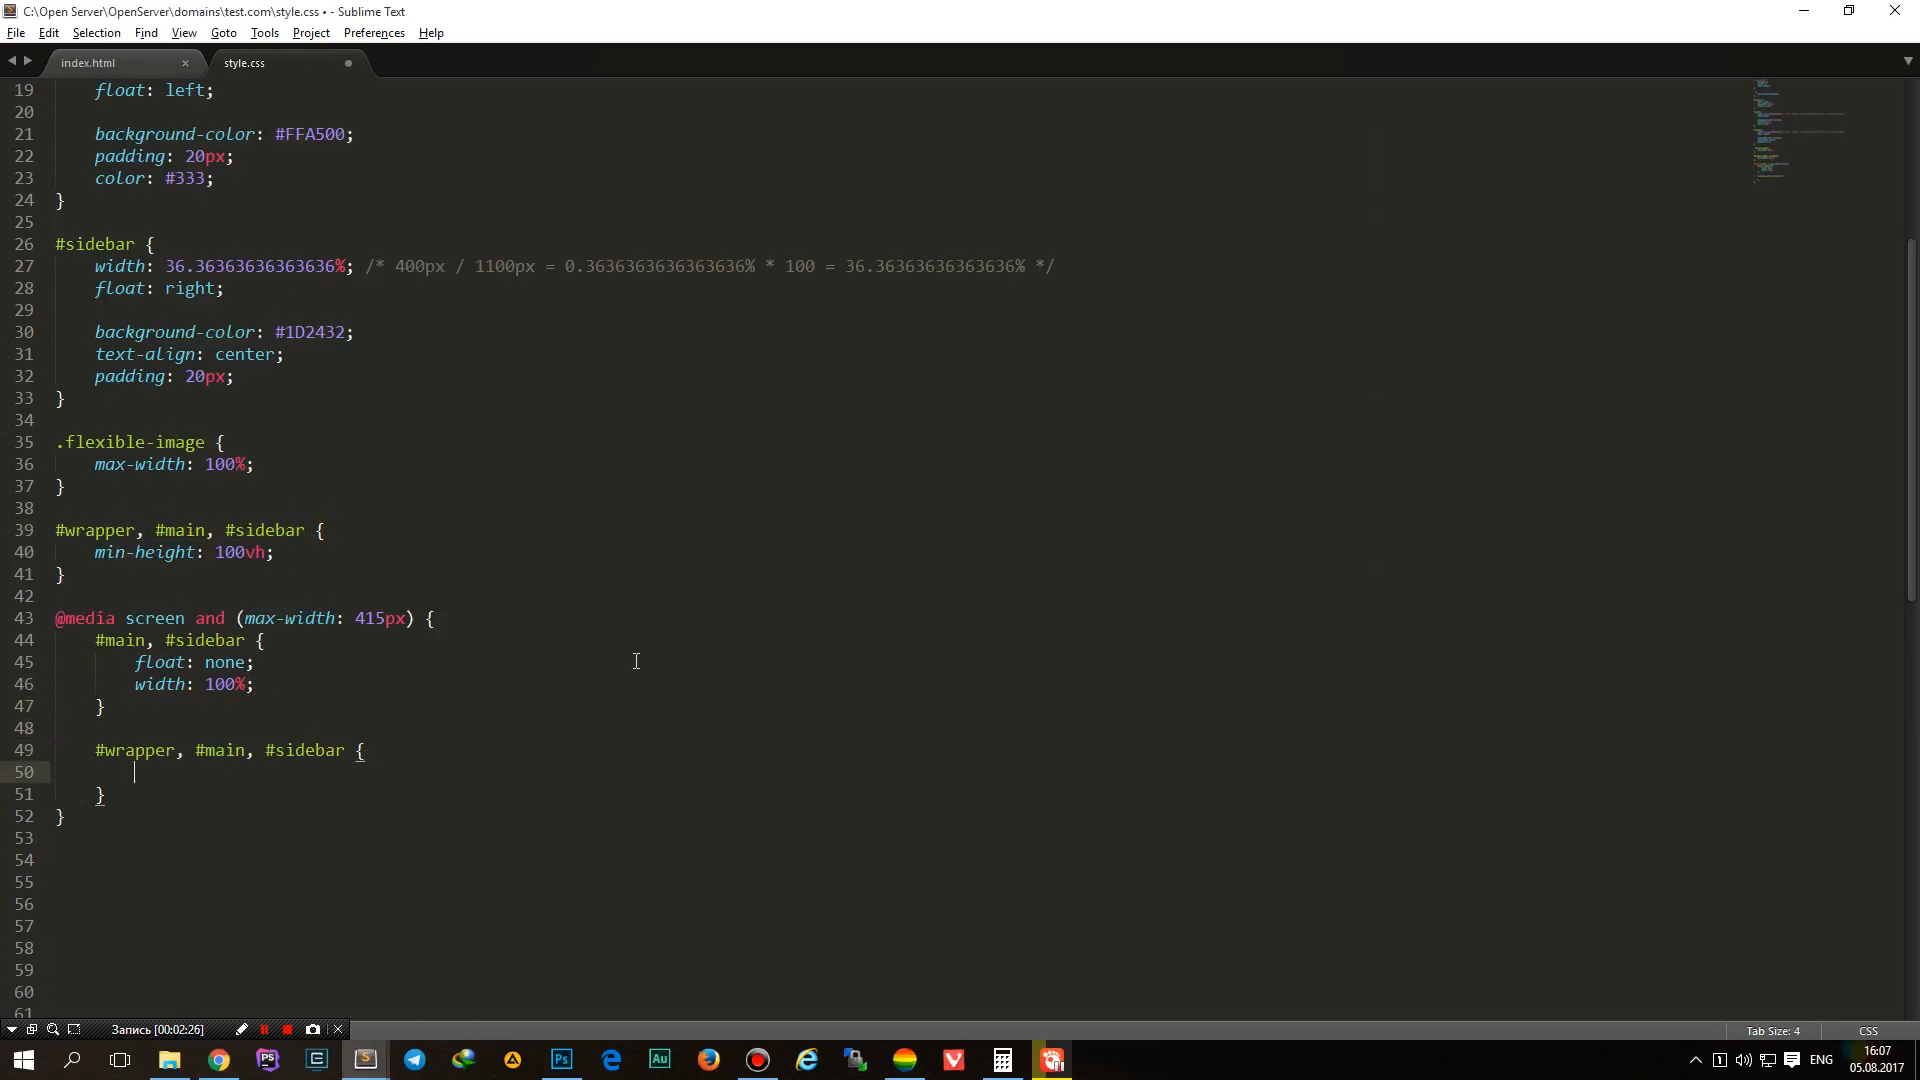 C:\Open Server\OpenServer\domains\test.com\style.css • - Sublime Text
File Edit Selection Find View Goto Tools Project Preferences Help
index.html × style.css
19 float: left;
20
21 background-color: #FFA500;
22 padding: 20px;
23 color: #333;
24 }
25
26 #sidebar {
27 width: 36.36363636363636%; /* 400px / 1100px = 0.3636363636363636% * 100 = 36.36363636363636% */
28 float: right;
29
30 background-color: #1D2432;
31 text-align: center;
32 padding: 20px;
33 }
34
35 .flexible-image {
36 max-width: 100%;
37 }
38
39 #wrapper, #main, #sidebar {
40 min-height: 100vh;
41 }
42
43 @media screen and (max-width: 415px) {
44 #main, #sidebar {
45 float: none;
46 width: 100%;
47 }
48
49 #wrapper, #main, #sidebar {
50
51 }
52 }
53
54
55
56
57
58
59
60
61
Запись [00:02:26]
Tab Size: 4 CSS
ENG
16:07
05.08.2017